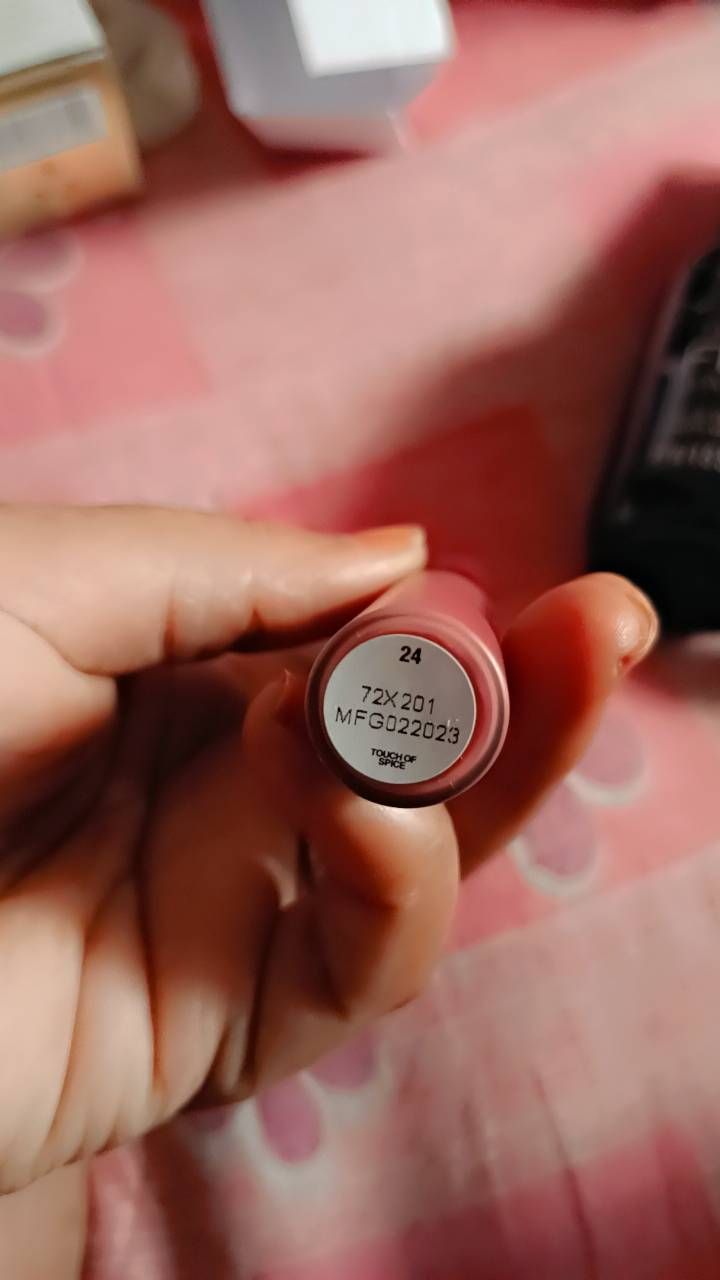 24
72X201
MFG022023
TOUCH OF
SPICE